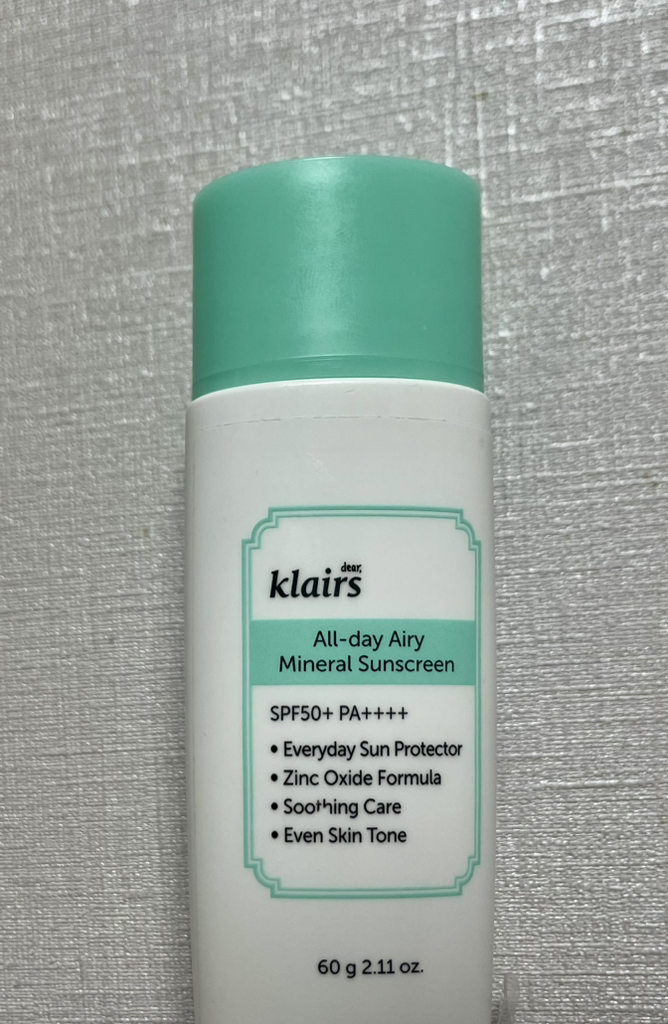 dear,
klairs
All-day Airy
Mineral Sunscreen
SPF50+ PA++++
• Everyday Sun Protector
• Zinc Oxide Formula
• Soothing Care
• Even Skin Tone
60 g 2.11 oz.